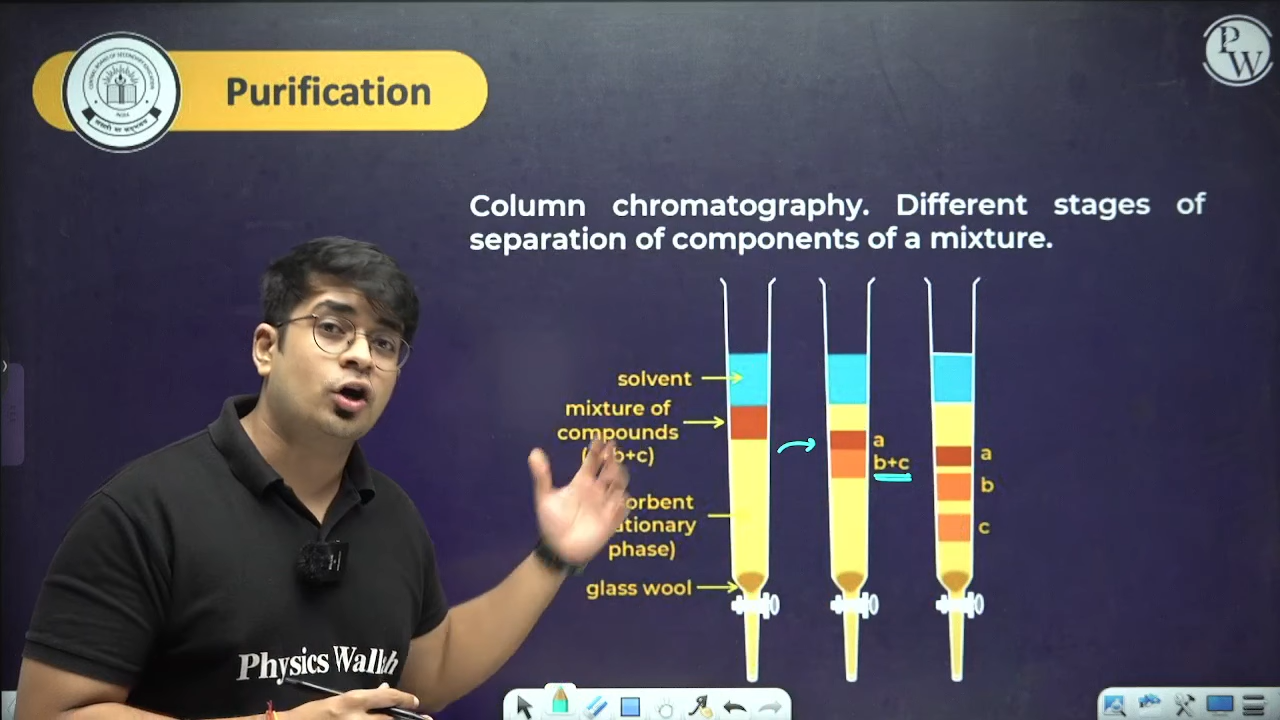 Purification
PW
Column chromatography. Different stages of
separation of components of a mixture.
solvent
mixture of
compounds
b+c)
a
b+c
a
b
c
phase)
glass wool
Physics Wallah